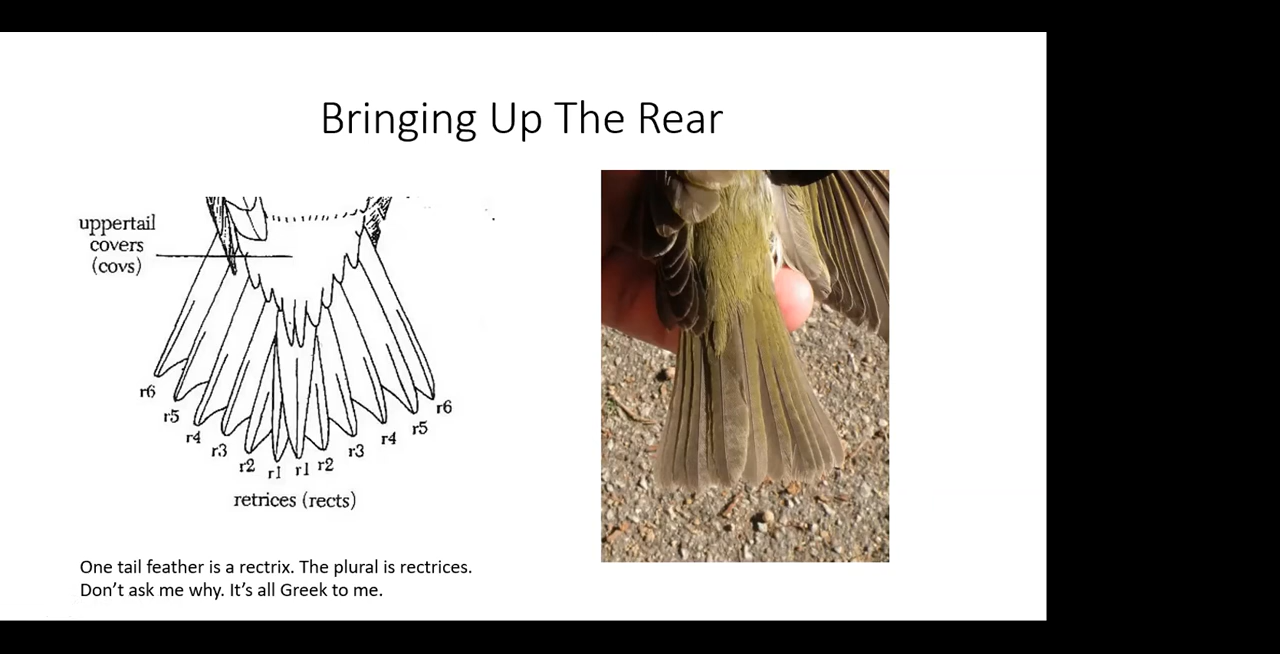 Bringing Up The Rear
uppertail
covers
(covs)
r6
r5
r4
r3
r2
r1
r1
r2
r3
r4
r5
r6
retrices (rects)
One tail feather is a rectrix. The plural is rectrices.
Don’t ask me why. It’s all Greek to me.